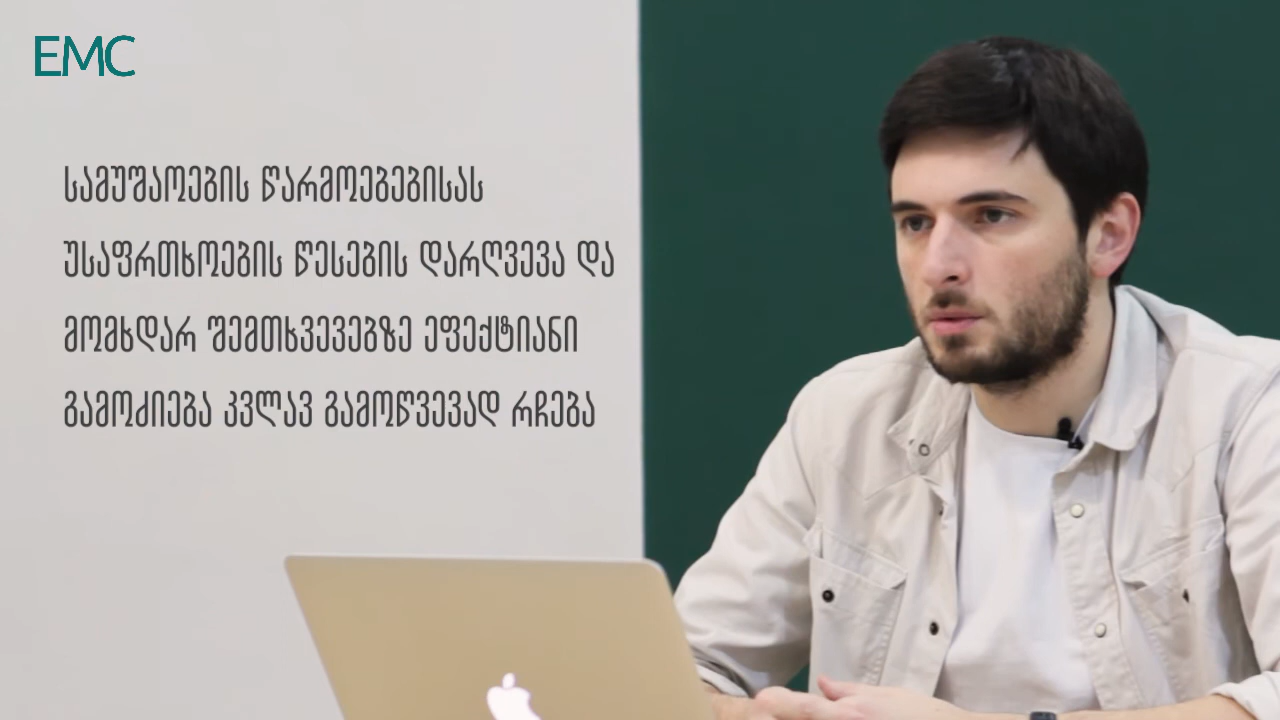 EMC
სამუშაოების წარმოებებისას
უსაფრთხოების წესების დარღვევა და
მომხდარ შემთხვევებზე ეფექტიანი
გამოძიება კვლავ გამოწვევად რჩება